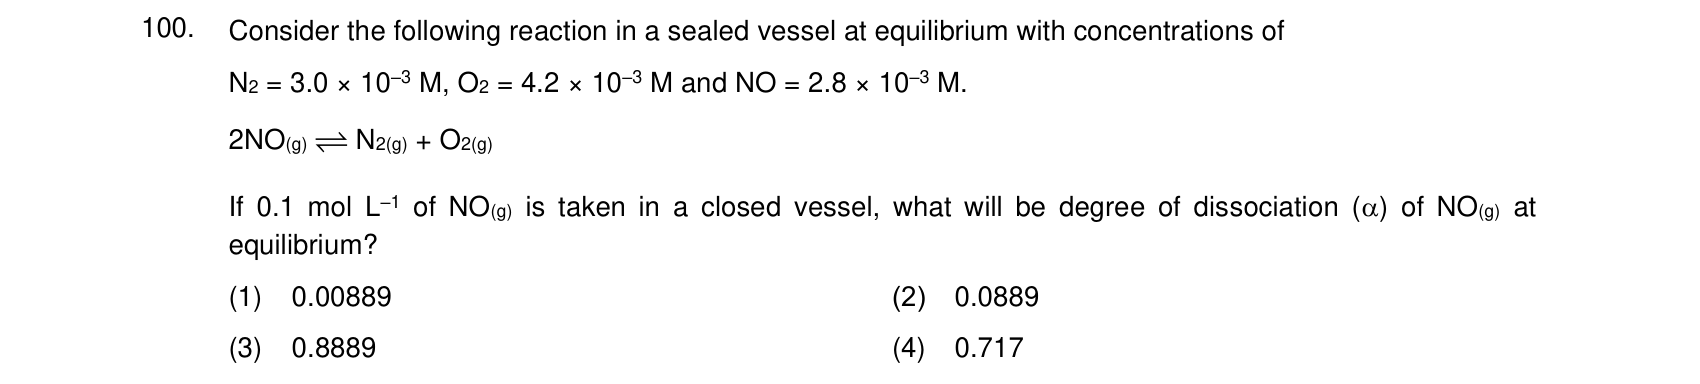 100. Consider the following reaction in a sealed vessel at equilibrium with concentrations of
N₂ = 3.0 × 10⁻³ M, O₂ = 4.2 × 10⁻³ M and NO = 2.8 × 10⁻³ M.
2NO(g) ⇌ N₂(g) + O₂(g)
If 0.1 mol L⁻¹ of NO(g) is taken in a closed vessel, what will be degree of dissociation (α) of NO(g) at
equilibrium?
(1) 0.00889 (2) 0.0889
(3) 0.8889 (4) 0.717